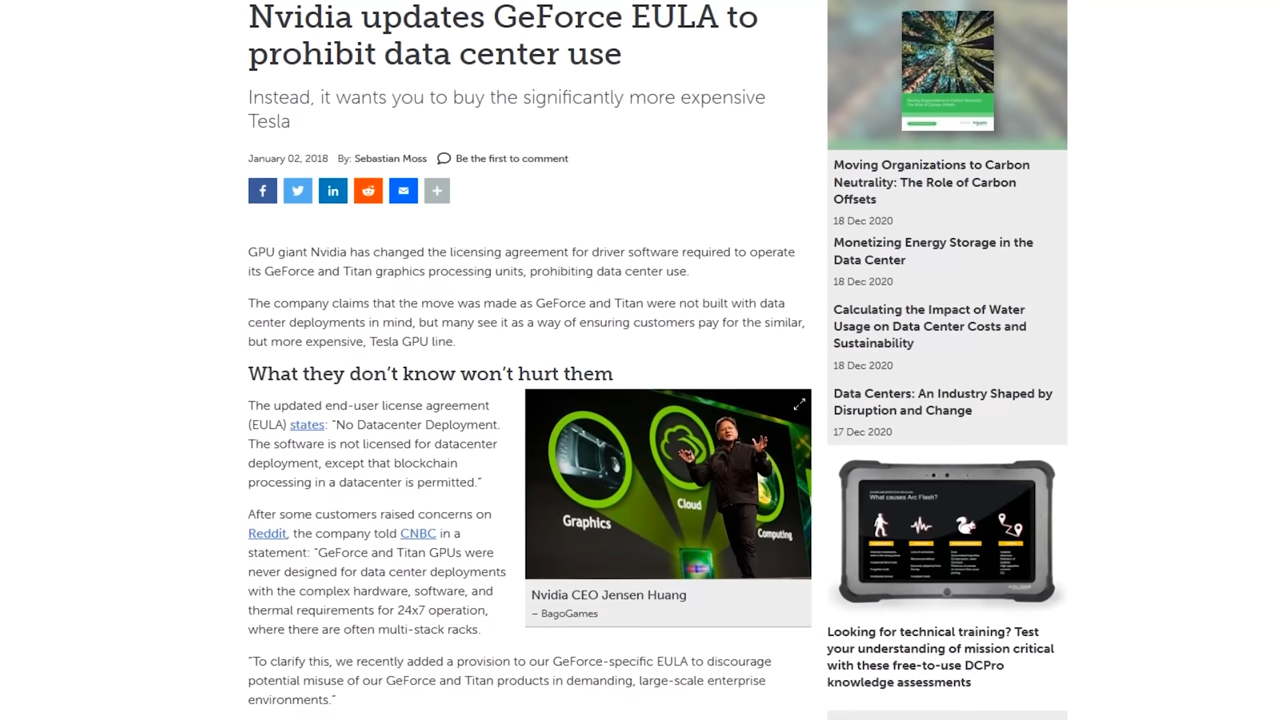 Nvidia updates GeForce EULA to
prohibit data center use
Instead, it wants you to buy the significantly more expensive
Tesla
January 02, 2018 By: Sebastian Moss Be the first to comment
GPU giant Nvidia has changed the licensing agreement for driver software required to operate
its GeForce and Titan graphics processing units, prohibiting data center use.
The company claims that the move was made as GeForce and Titan were not built with data
center deployments in mind, but many see it as a way of ensuring customers pay for the similar,
but more expensive, Tesla GPU line.
What they don’t know won’t hurt them
The updated end-user license agreement
(EULA) states: “No Datacenter Deployment.
The software is not licensed for datacenter
deployment, except that blockchain
processing in a datacenter is permitted.”
After some customers raised concerns on
Reddit, the company told CNBC in a
statement: “GeForce and Titan GPUs were
never designed for data center deployments
with the complex hardware, software, and
thermal requirements for 24x7 operation,
where there are often multi-stack racks.
Graphics
Cloud
Computing
Nvidia CEO Jensen Huang
– BagoGames
“To clarify this, we recently added a provision to our GeForce-specific EULA to discourage
potential misuse of our GeForce and Titan products in demanding, large-scale enterprise
environments.”
Moving Organizations to Carbon
Neutrality: The Role of Carbon
Offsets
18 Dec 2020
Monetizing Energy Storage in the
Data Center
18 Dec 2020
Calculating the Impact of Water
Usage on Data Center Costs and
Sustainability
18 Dec 2020
Data Centers: An Industry Shaped by
Disruption and Change
17 Dec 2020
What causes Arc Flash?
Looking for technical training? Test
your understanding of mission critical
with these free-to-use DCPro
knowledge assessments